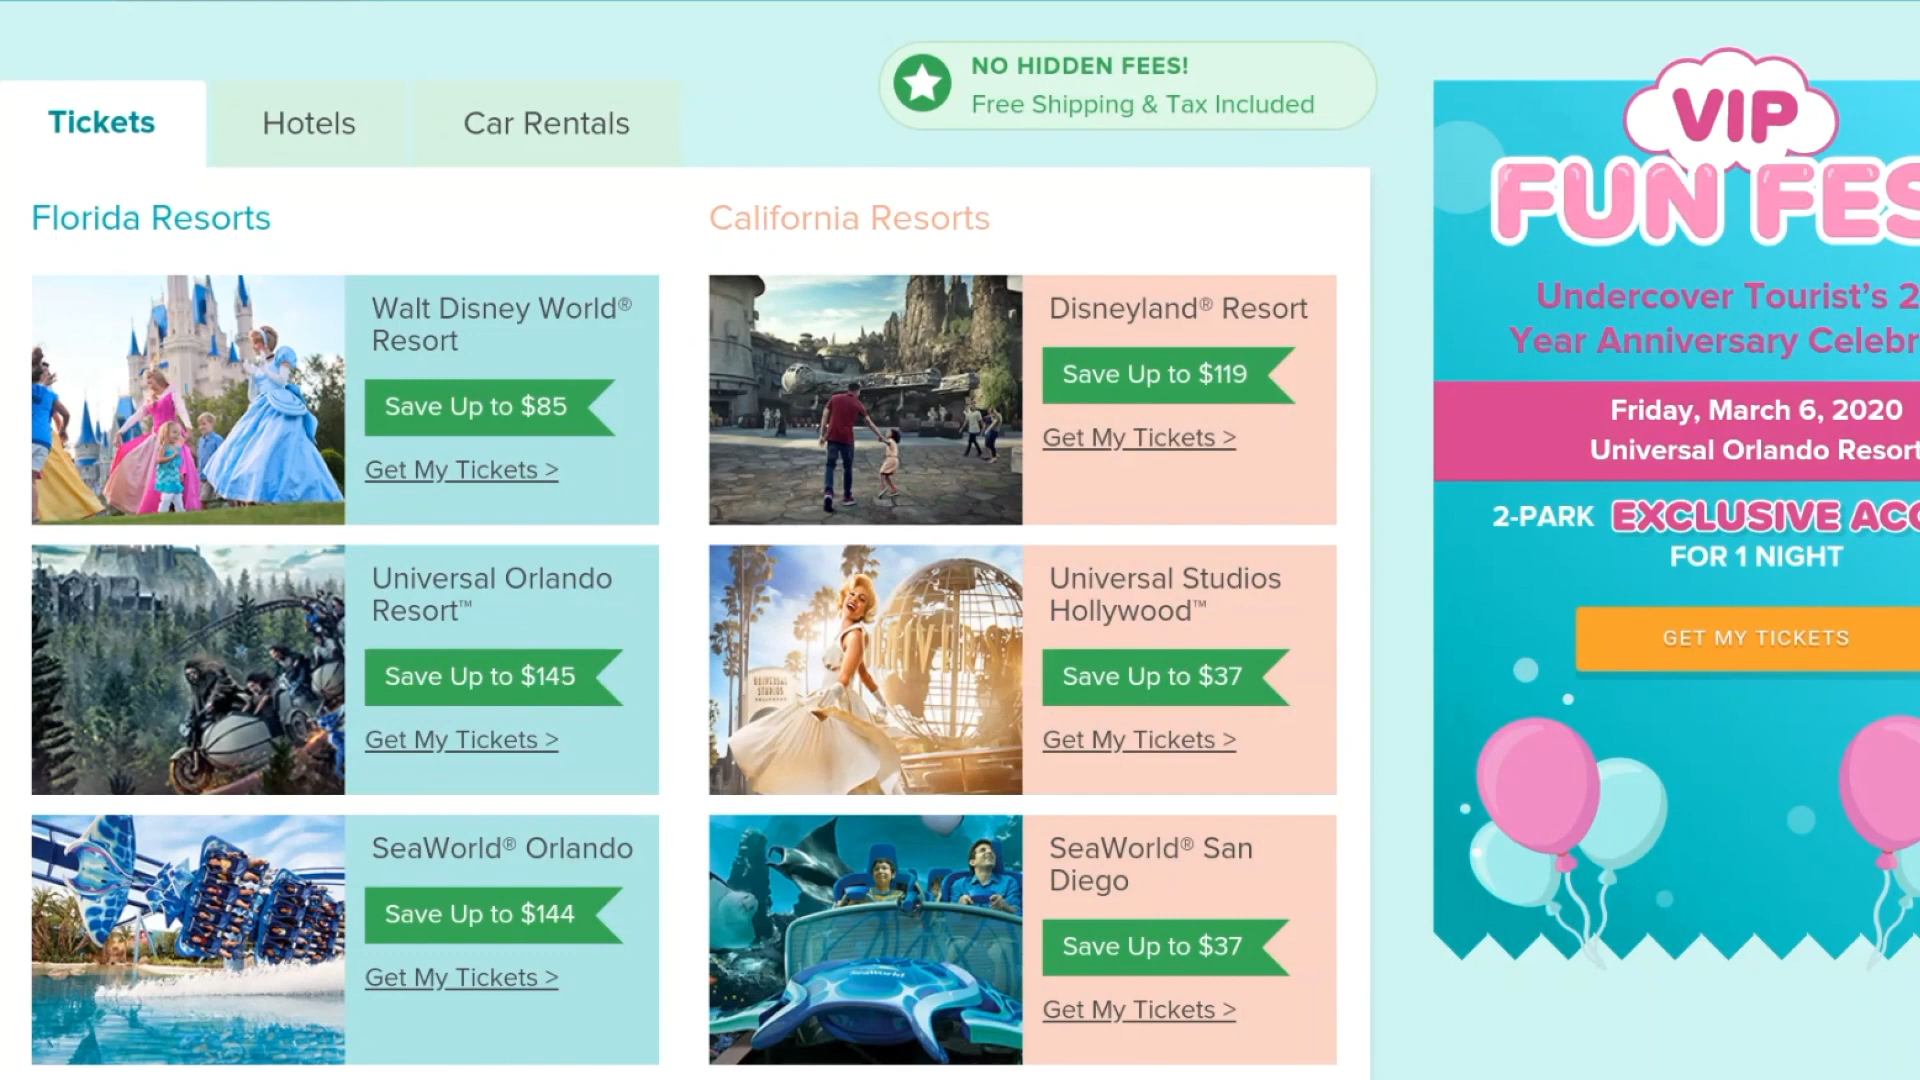 NO HIDDEN FEES!
Free Shipping & Tax Included
Tickets
Hotels
Car Rentals
Florida Resorts
Walt Disney World®
Resort
Save Up to $85
Get My Tickets >
Universal Orlando
Resort™
Save Up to $145
Get My Tickets >
SeaWorld® Orlando
Save Up to $144
Get My Tickets >
California Resorts
Disneyland® Resort
Save Up to $119
Get My Tickets >
UNIVERSAL
STUDIOS
Universal Studios
Hollywood™
Save Up to $37
Get My Tickets >
SeaWorld
SeaWorld® San
Diego
Save Up to $37
Get My Tickets >
VIP
FUN FES
Undercover Tourist's 2
Year Anniversary Celebr
Friday, March 6, 2020
Universal Orlando Resort
2-PARK EXCLUSIVE ACC
FOR 1 NIGHT
GET MY TICKETS